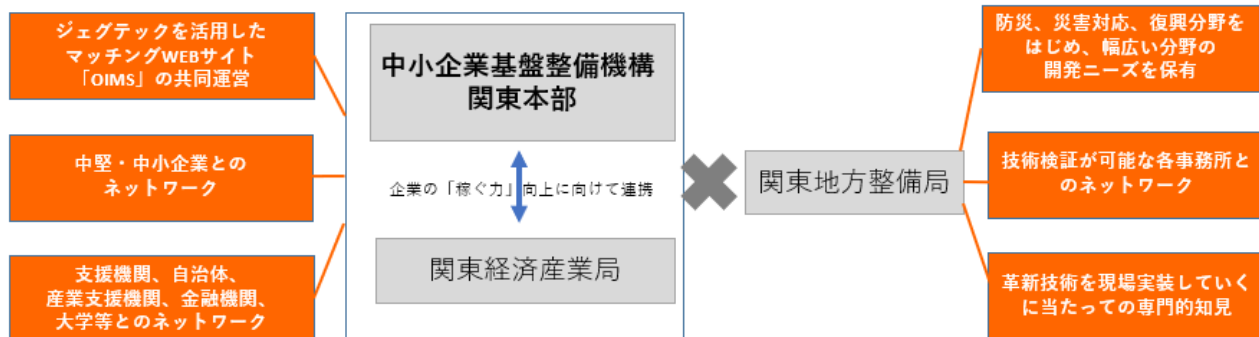 ジェグテックを活用した
マッチングWEBサイト
「OIMS」の共同運営
中堅・中小企業との
ネットワーク
支援機関、自治体、
産業支援機関、金融機関、
大学等とのネットワーク
中小企業基盤整備機構
関東本部
企業の「稼ぐ力」向上に向けて連携
関東経済産業局
関東地方整備局
防災、災害対応、復興分野を
はじめ、幅広い分野の
開発ニーズを保有
技術検証が可能な各事務所と
のネットワーク
革新技術を現場実装していく
に当たっての専門的知見